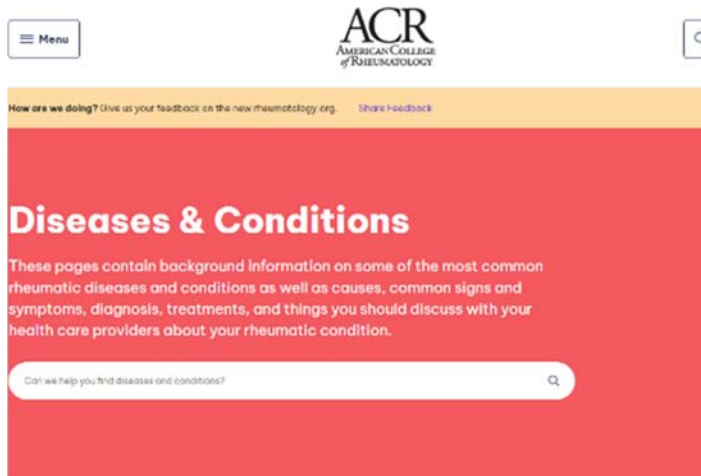 Menu
ACR
AMERICAN COLLEGE
of RHEUMATOLOGY
How are we doing? Give us your feedback on the new rheumatology.org. Share Feedback
Diseases & Conditions
These pages contain background information on some of the most common
rheumatic diseases and conditions as well as causes, common signs and
symptoms, diagnosis, treatments, and things you should discuss with your
health care providers about your rheumatic condition.
Can we help you find diseases and conditions?